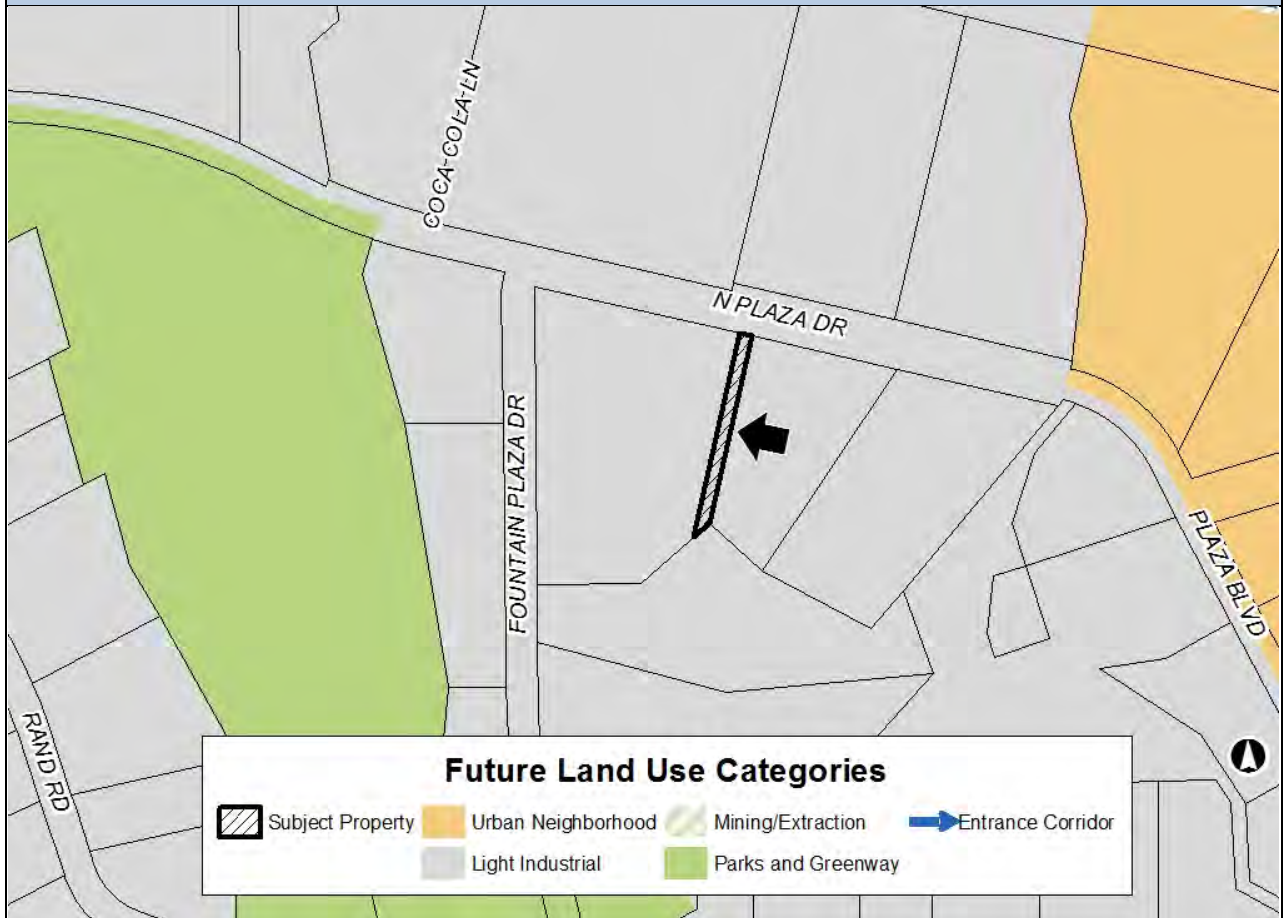 COCA-COLA-LN
N PLAZA DR
FOUNTAIN PLAZA DR
PLAZA BLVD
RAND RD
Future Land Use Categories
Subject Property
Urban Neighborhood
Mining/Extraction
Entrance Corridor
Light Industrial
Parks and Greenway